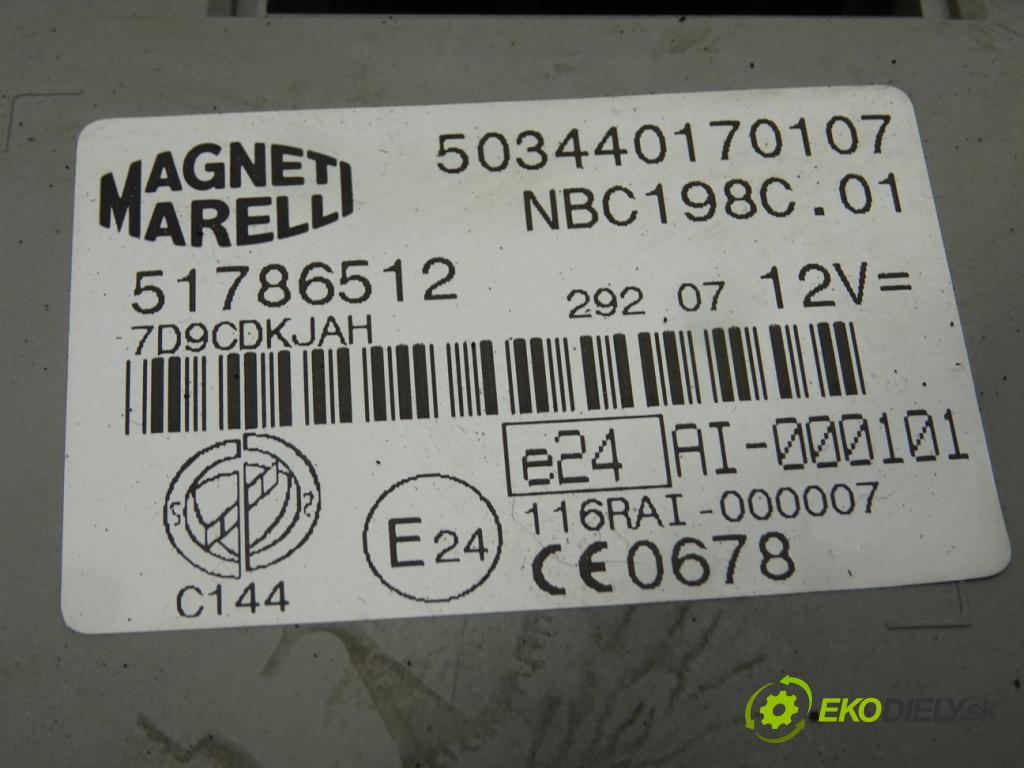 MAGNETI
MARELLI
503440170107
NBC198C.01
51786512
292 07 12V=
7D9CDKJAH
e24 AI-000101
116RAI-000007
E24
CE0678
C144
EKODIELY.sk